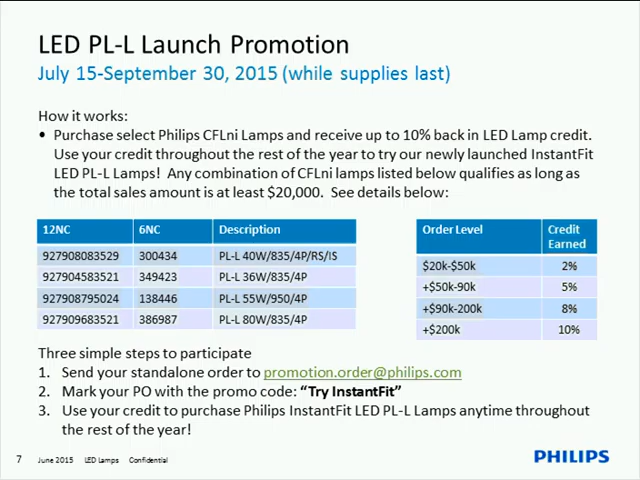 LED PL-L Launch Promotion
July 15-September 30, 2015 (while supplies last)
How it works:
• Purchase select Philips CFLni Lamps and receive up to 10% back in LED Lamp credit.
Use your credit throughout the rest of the year to try our newly launched InstantFit
LED PL-L Lamps! Any combination of CFLni lamps listed below qualifies as long as
the total sales amount is at least $20,000. See details below:
12NC 6NC Description
927908083529 300434 PL-L 40W/835/4P/RS/IS
927904583521 349423 PL-L 36W/835/4P
927908795024 138446 PL-L 55W/950/4P
927909683521 386987 PL-L 80W/835/4P
Order Level Credit
Earned
$20k-$50k 2%
+$50k-90k 5%
+$90k-200k 8%
+$200k 10%
Three simple steps to participate
1. Send your standalone order to promotion.order@philips.com
2. Mark your PO with the promo code: “Try InstantFit”
3. Use your credit to purchase Philips InstantFit LED PL-L Lamps anytime throughout
the rest of the year!
7 June 2015 LED Lamps Confidential
PHILIPS